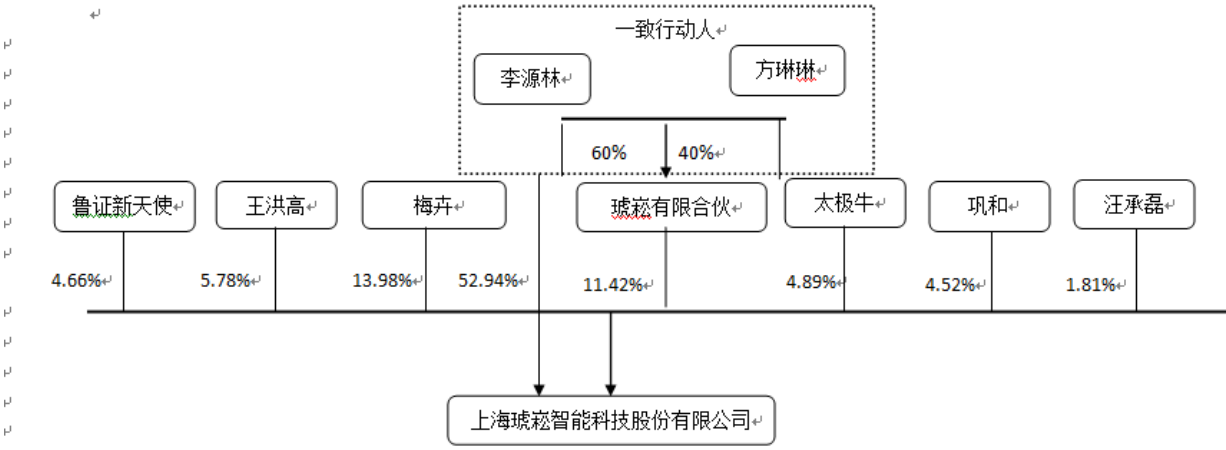 一致行动人
李源林
方琳琳
60%
40%
鲁证新天使
王洪高
梅卉
琥崧有限合伙
太极牛
巩和
汪承磊
4.66%
5.78%
13.98%
52.94%
11.42%
4.89%
4.52%
1.81%
上海琥崧智能科技股份有限公司